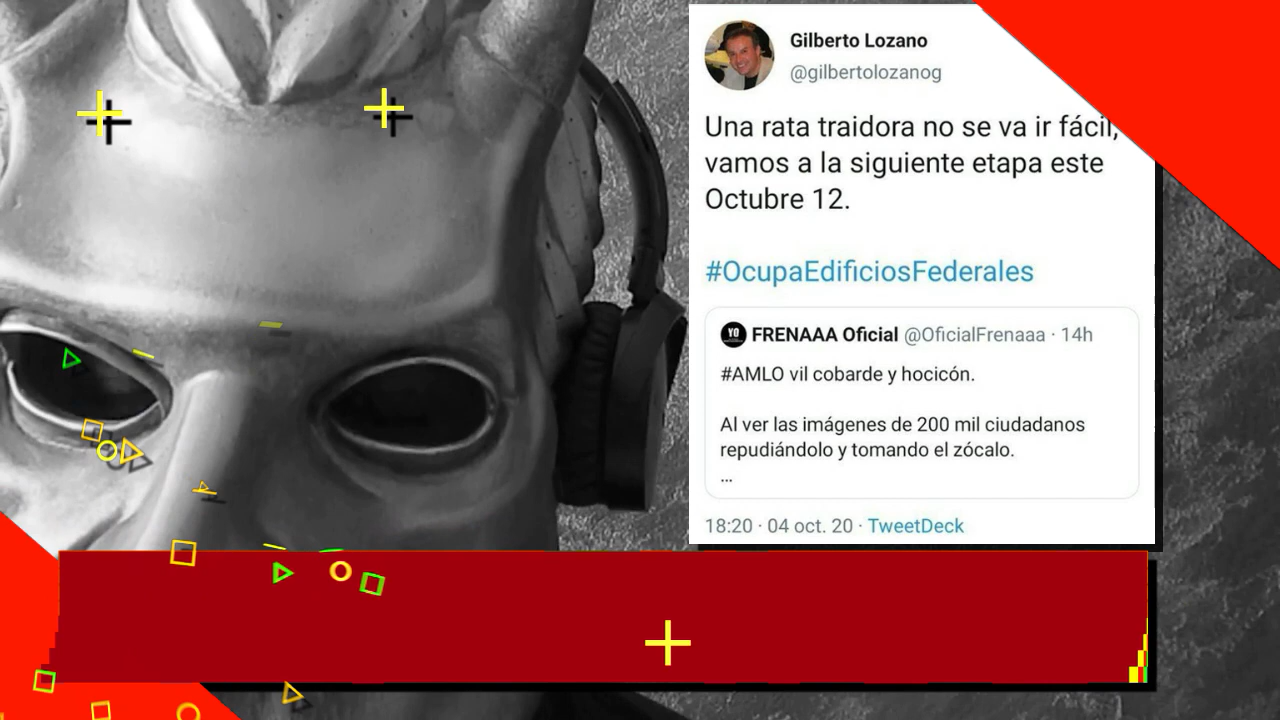 Gilberto Lozano
@gilbertolozanog
Una rata traidora no se va ir fácil,
vamos a la siguiente etapa este
Octubre 12.
#OcupaEdificiosFederales
YO FRENAAA Oficial @OficialFrenaaa · 14h
#AMLO vil cobarde y hocicón.
Al ver las imágenes de 200 mil ciudadanos
repudiándolo y tomando el zócalo.
...
18:20 · 04 oct. 20 · TweetDeck